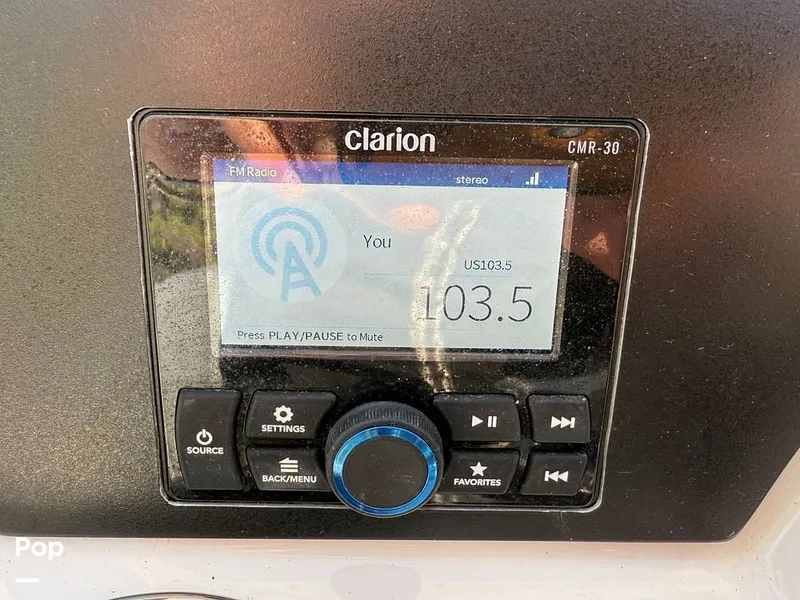 clarion
CMR-30
FM Radio stereo
You
US103.5
103.5
Press PLAY/PAUSE to Mute
SOURCE
SETTINGS
BACK/MENU
FAVORITES
Pop